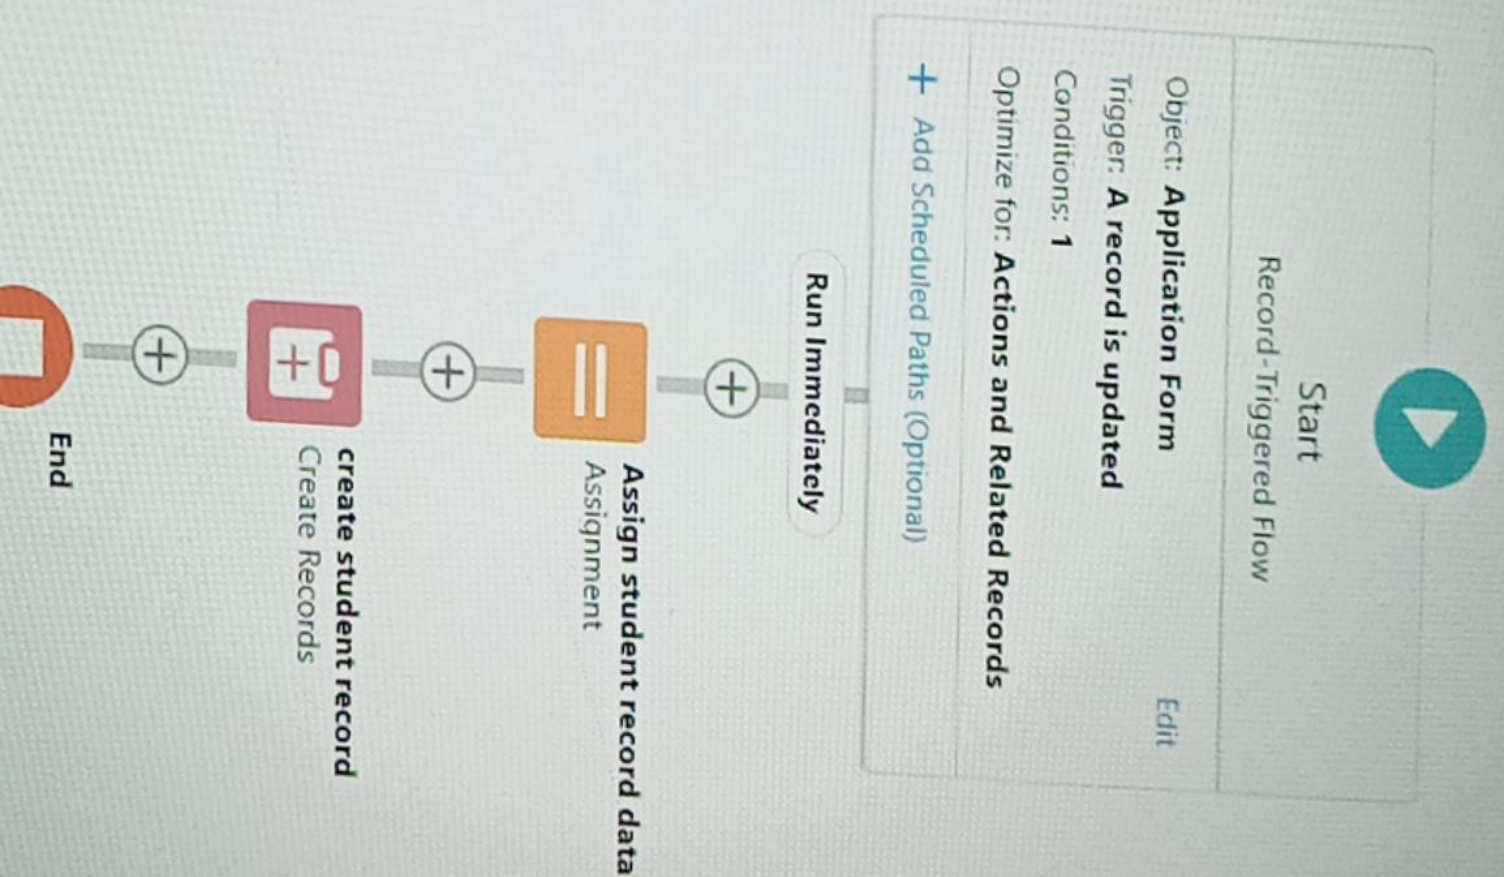 Start
Record-Triggered Flow
Object: Application Form
Edit
Trigger: A record is updated
Conditions: 1
Optimize for: Actions and Related Records
+ Add Scheduled Paths (Optional)
Run Immediately
Assign student record data
Assignment
create student record
Create Records
End